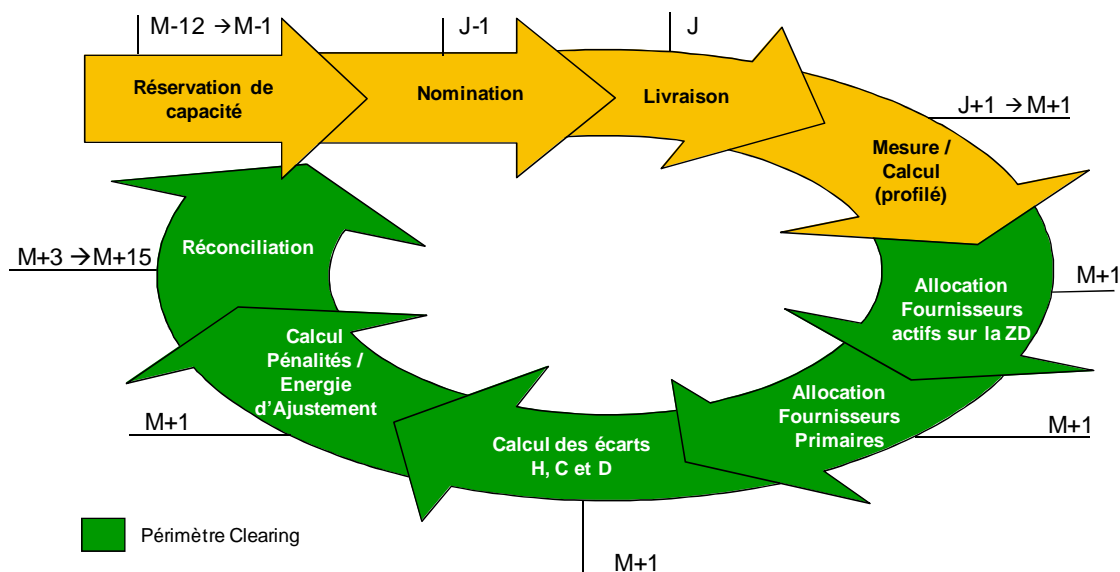 M-12 →M-1
J-1
J
Réservation de
capacité
Nomination
Livraison
J+1 → M+1
Mesure /
Calcul
(profilé)
Réconciliation
M+3 →M+15
M+1
Allocation
Fournisseurs
actifs sur la ZD
Calcul
Pénalités /
Energie
d'Ajustement
Allocation
Fournisseurs
Primaires
M+1
M+1
Calcul des écarts
H, C et D
Périmètre Clearing
M+1